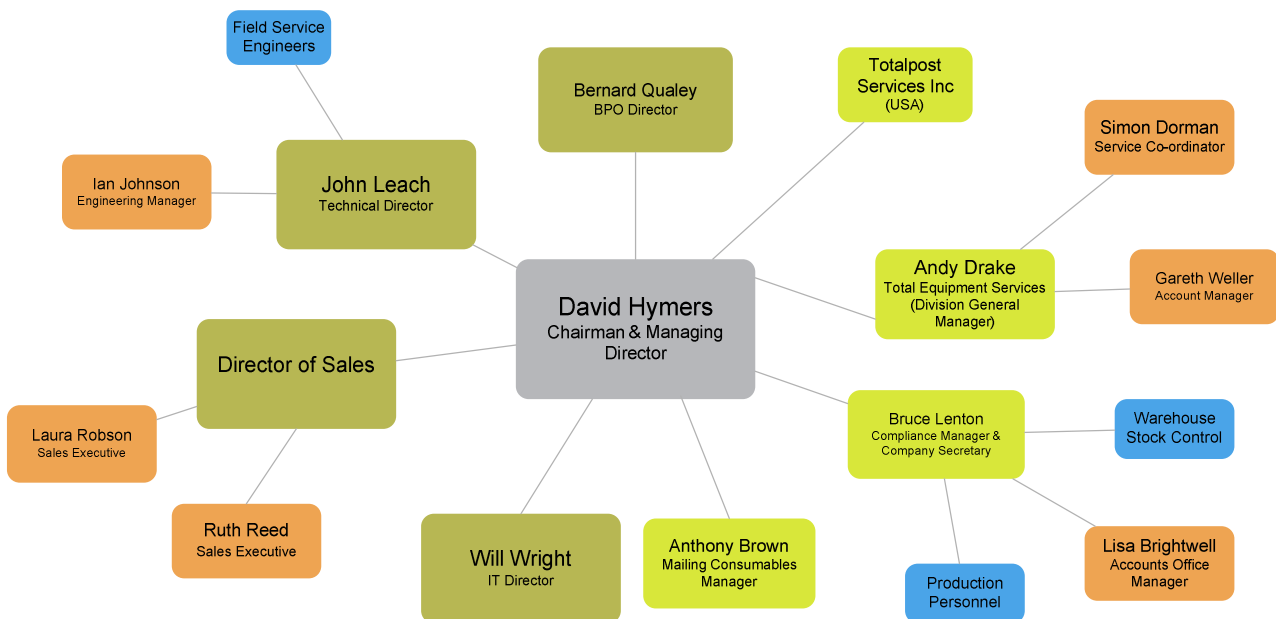 Field Service
Engineers
Bernard Qualey
BPO Director
Totalpost
Services Inc
(USA)
Simon Dorman
Service Co-ordinator
Ian Johnson
Engineering Manager
John Leach
Technical Director
Andy Drake
Total Equipment Services
(Division General
Manager)
Gareth Weller
Account Manager
David Hymers
Chairman & Managing
Director
Director of Sales
Laura Robson
Sales Executive
Bruce Lenton
Compliance Manager &
Company Secretary
Warehouse
Stock Control
Ruth Reed
Sales Executive
Will Wright
IT Director
Anthony Brown
Mailing Consumables
Manager
Production
Personnel
Lisa Brightwell
Accounts Office
Manager